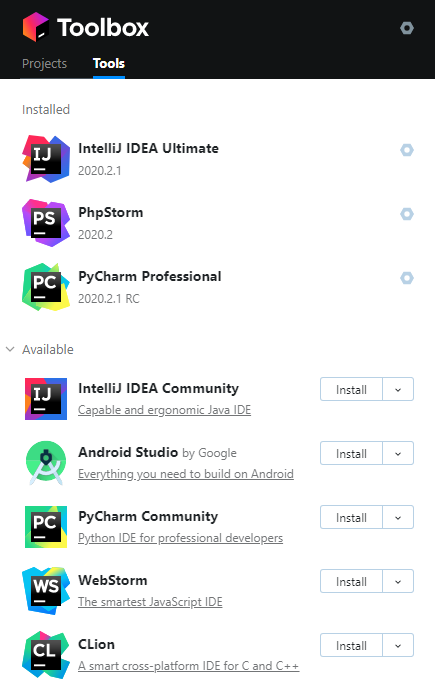 Toolbox
Projects Tools
Installed
IJ IntelliJ IDEA Ultimate
2020.2.1
PS PhpStorm
2020.2
PC PyCharm Professional
2020.2.1 RC
Available
IJ IntelliJ IDEA Community Install
Capable and ergonomic Java IDE
Android Studio by Google Install
Everything you need to build on Android
PC PyCharm Community Install
Python IDE for professional developers
WS WebStorm Install
The smartest JavaScript IDE
CL CLion Install
A smart cross-platform IDE for C and C++